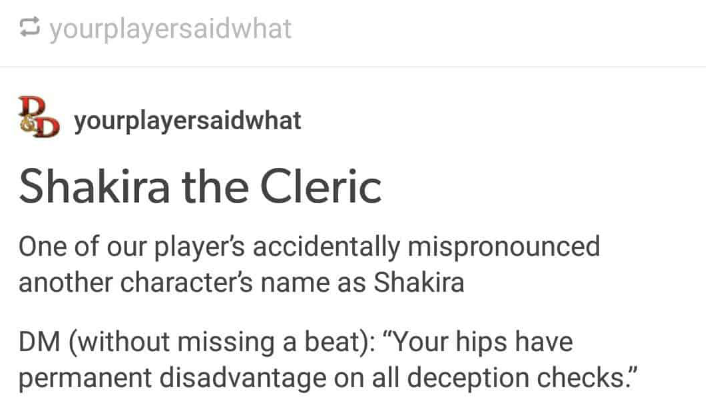 yourplayersaidwhat
D&D yourplayersaidwhat
Shakira the Cleric
One of our player's accidentally mispronounced
another character's name as Shakira
DM (without missing a beat): “Your hips have
permanent disadvantage on all deception checks.”